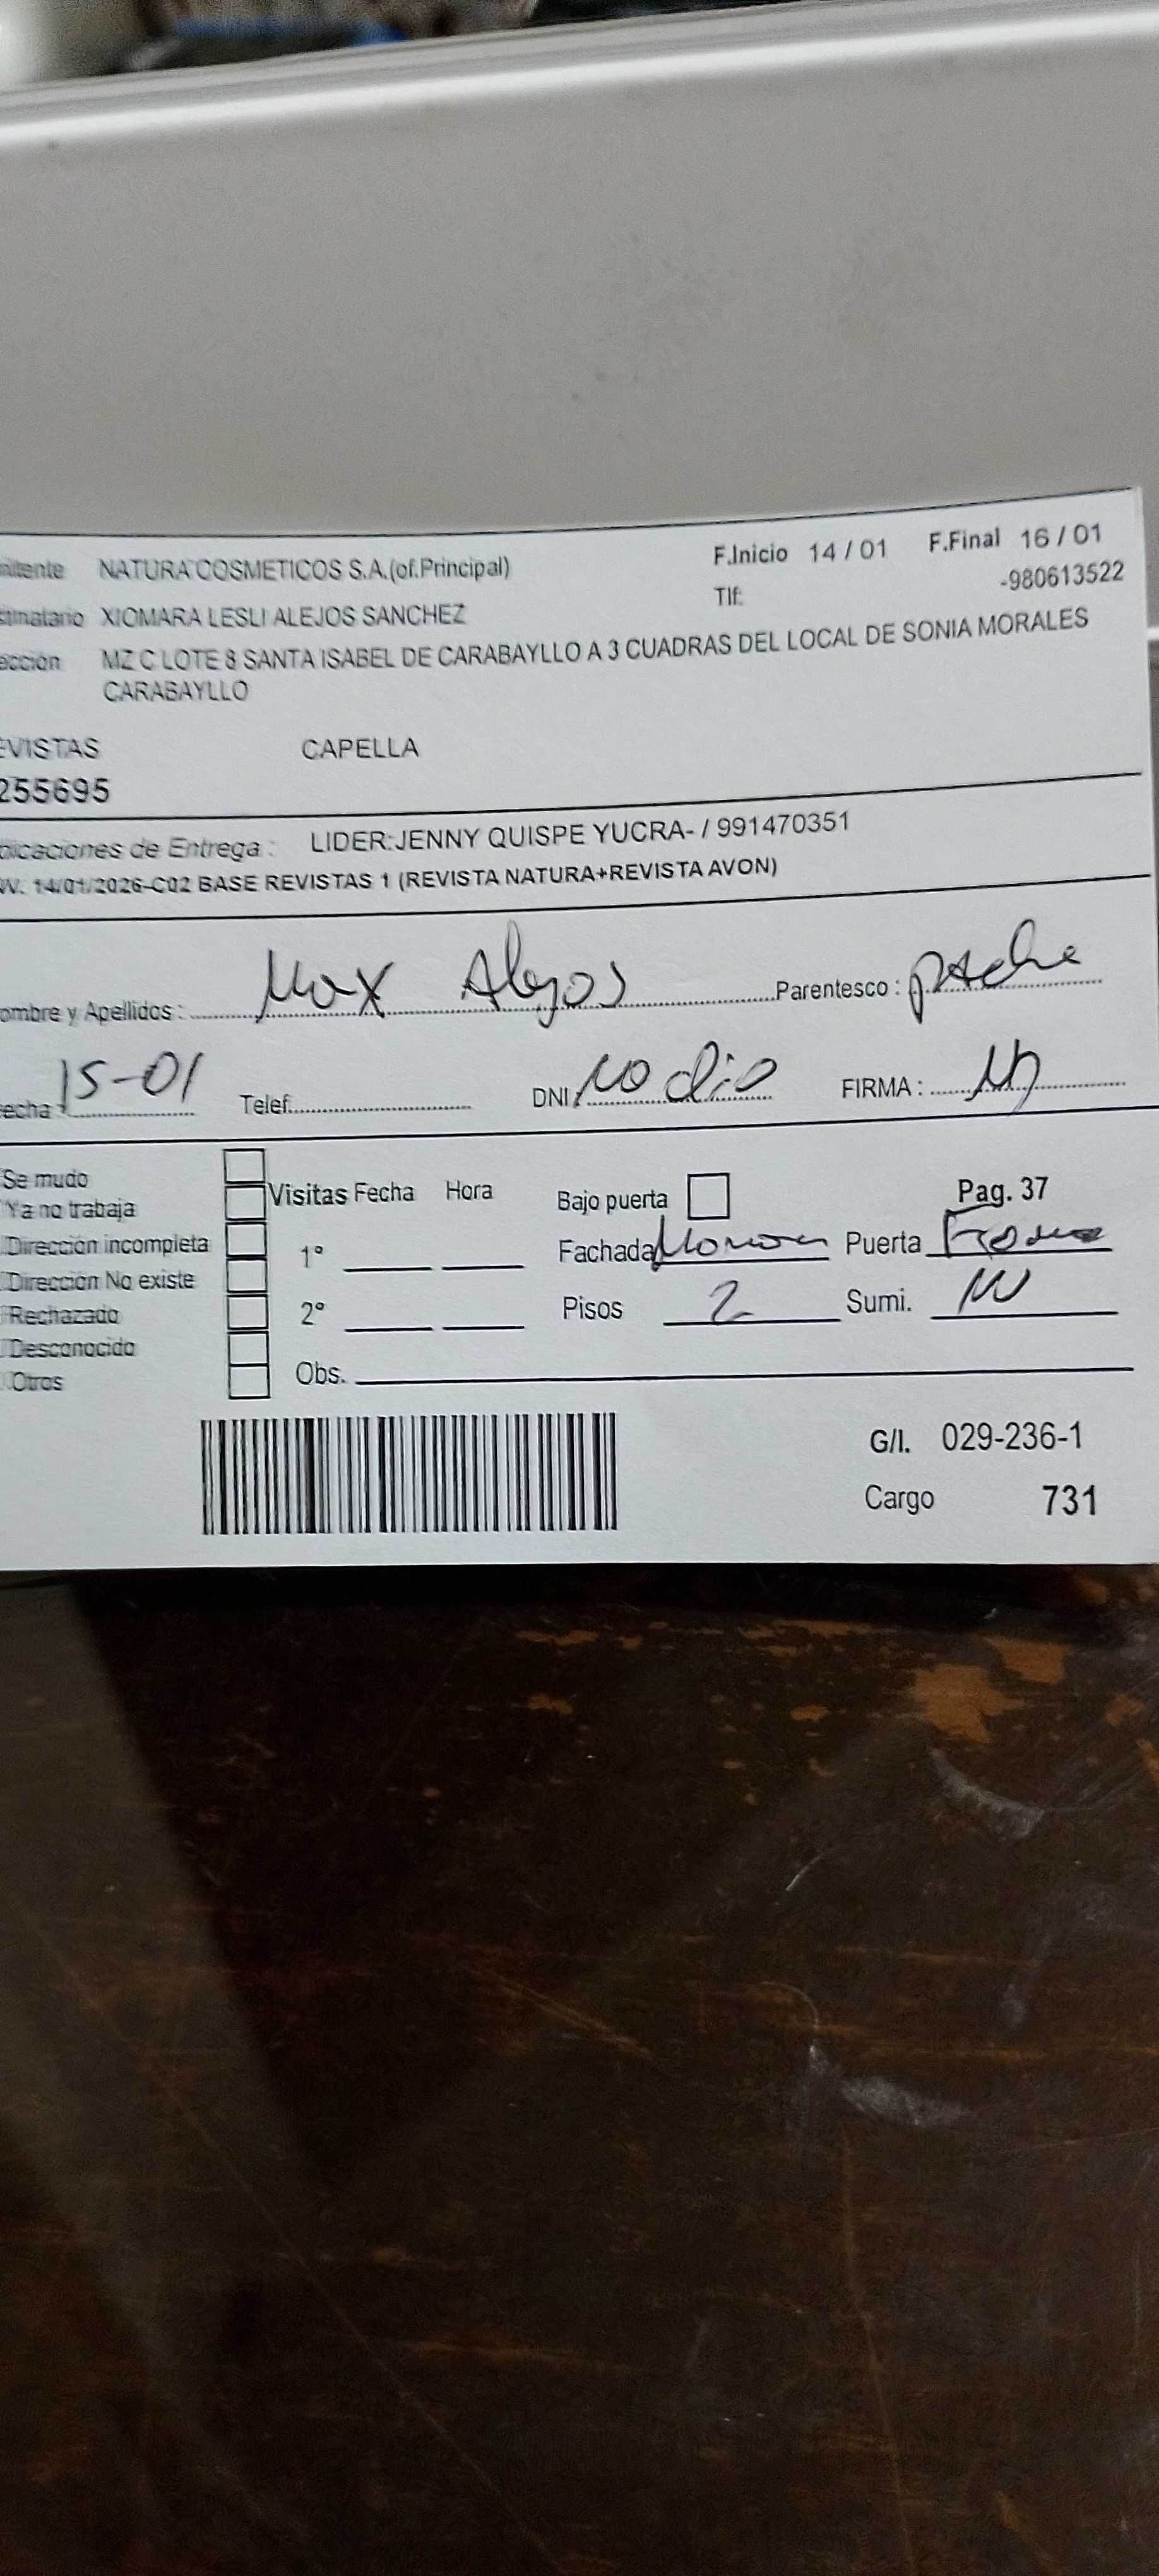 NATURA COSMETICOS S.A.(of.Principal) F.Inicio 14 / 01 F.Final 16 / 01
XIOMARA LESLI ALEJOS SANCHEZ Tlf: -980613522
MZ C LOTE 8 SANTA ISABEL DE CARABAYLLO A 3 CUADRAS DEL LOCAL DE SONIA MORALES
CARABAYLLO
EVISTAS CAPELLA
255695
licaciones de Entrega : LIDER:JENNY QUISPE YUCRA- / 991470351
W. 14/01/2026-C02 BASE REVISTAS 1 (REVISTA NATURA+REVISTA AVON)
ombre y Apellidos : Max Alejos Parentesco : padre
echa : 15-01 Telef. DNI no dio FIRMA :
Se mudo
Ya no trabaja Visitas Fecha Hora Bajo puerta Pag. 37
Dirección incompleta 1° Fachada Puerta
Dirección No existe
Rechazado 2° Pisos 2 Sumi.
Desconocido
Otros Obs.
G/I. 029-236-1
Cargo 731